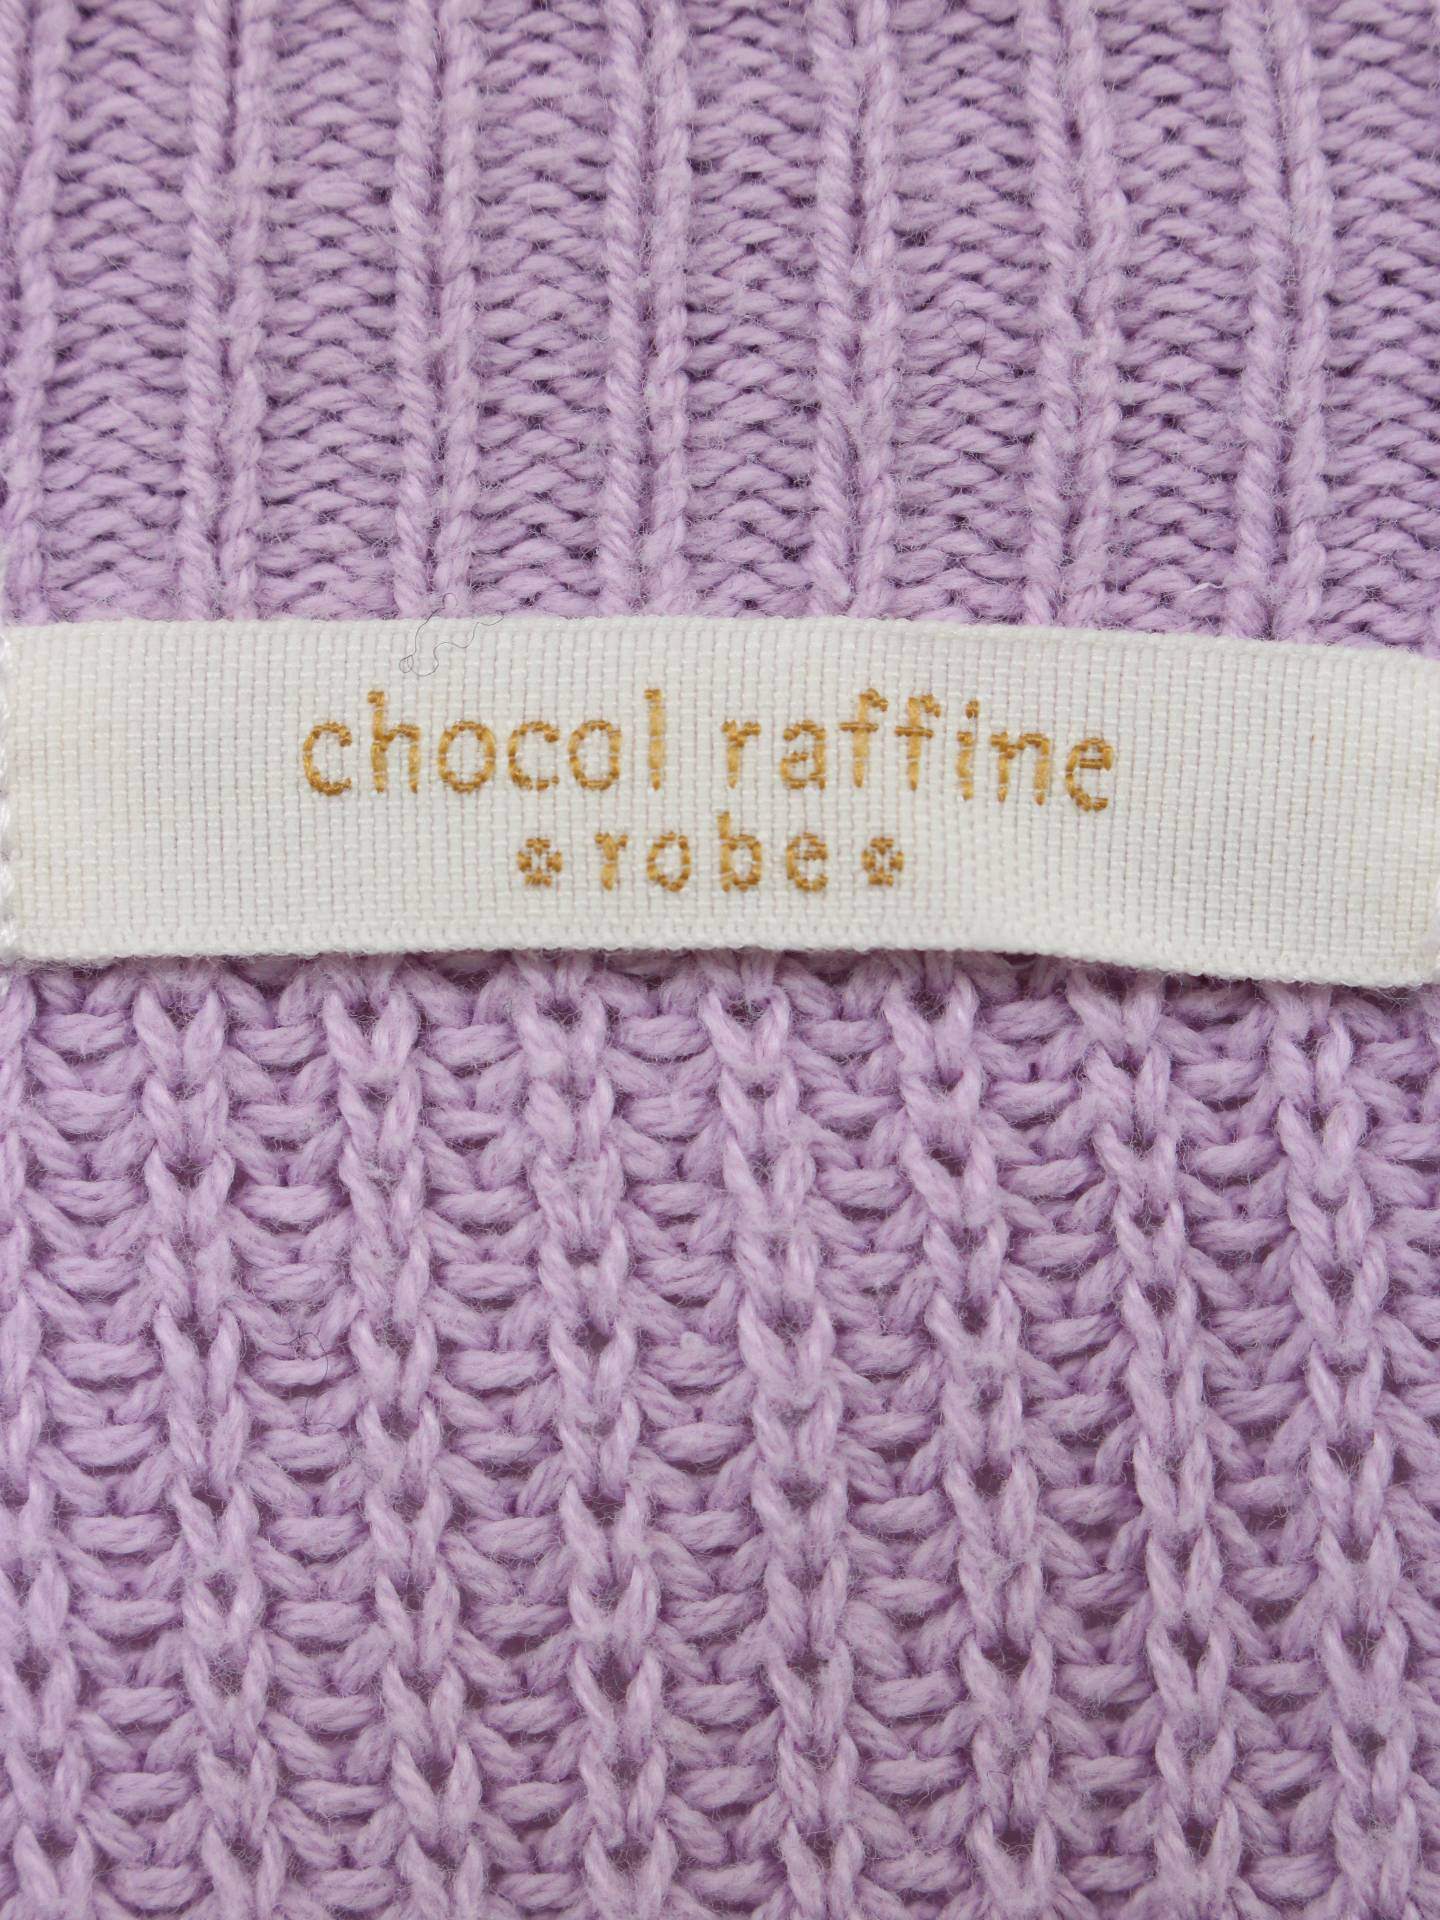 chocol raffine
robe